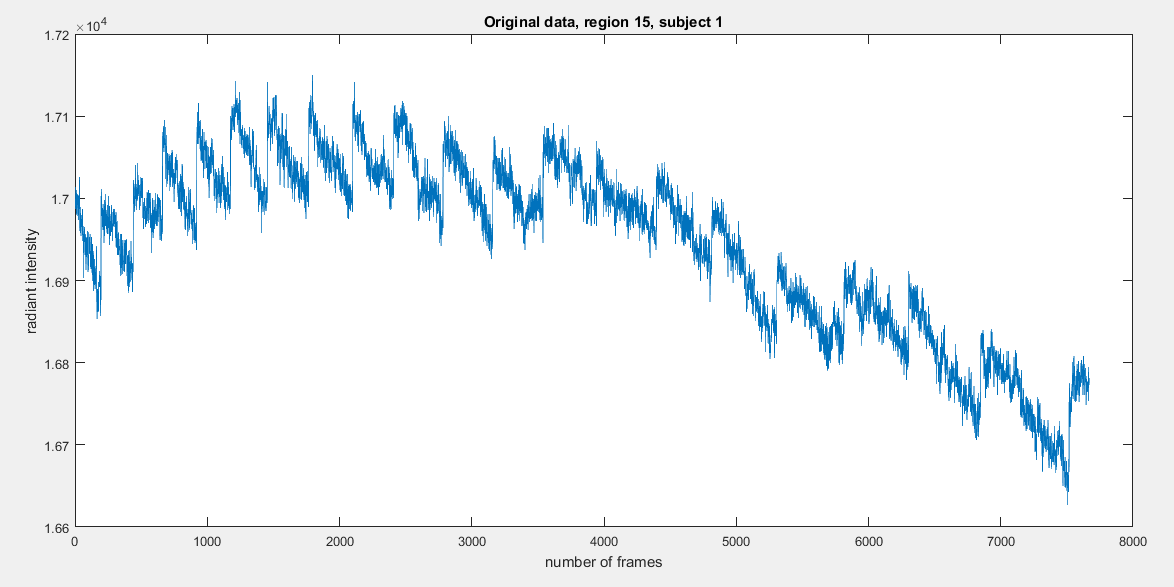 Original data, region 15, subject 1
×10^4
1.72
1.71
1.7
1.69
1.68
1.67
1.66
radiant intensity
0 1000 2000 3000 4000 5000 6000 7000 8000
number of frames